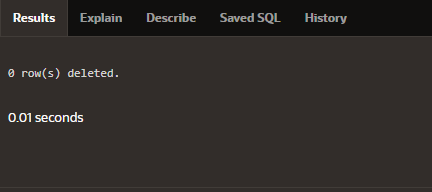 Results Explain Describe Saved SQL History
0 row(s) deleted.
0.01 seconds